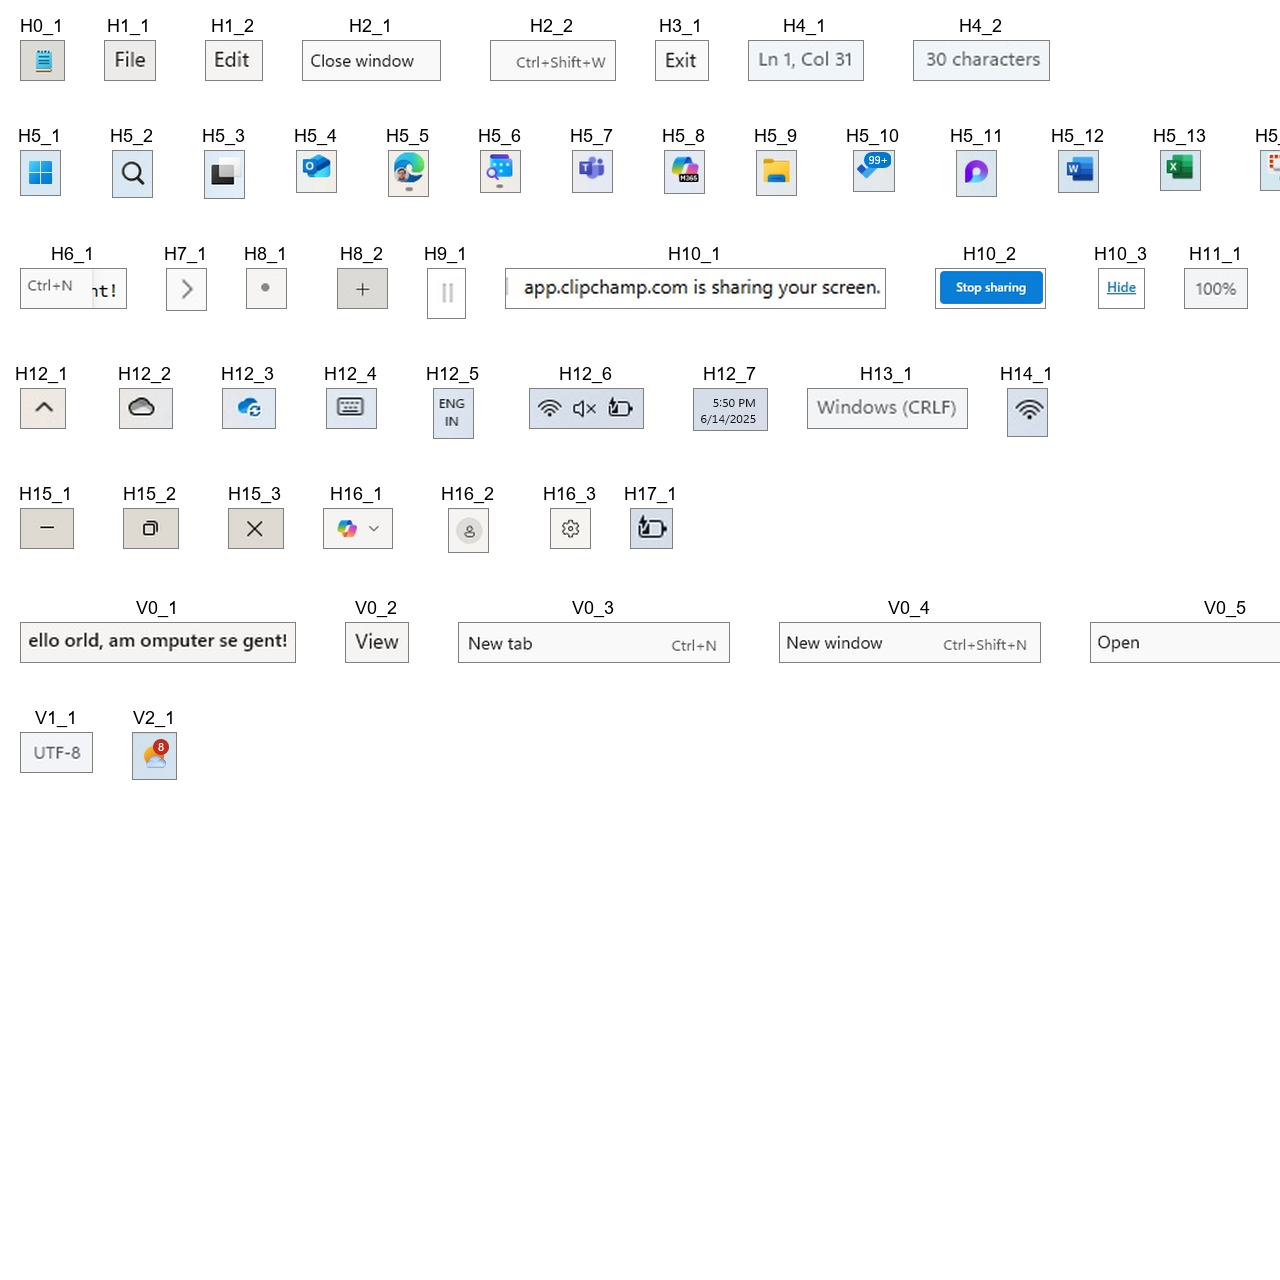 H0_1 H1_1 H1_2 H2_1 H2_2 H3_1 H4_1 H4_2
File Edit Close window Ctrl+Shift+W Exit Ln 1, Col 31 30 characters
H5_1 H5_2 H5_3 H5_4 H5_5 H5_6 H5_7 H5_8 H5_9 H5_10 H5_11 H5_12 H5_13 H5_
M365 99+ W X
H6_1 H7_1 H8_1 H8_2 H9_1 H10_1 H10_2 H10_3 H11_1
Ctrl+N nt! + app.clipchamp.com is sharing your screen. Stop sharing Hide 100%
H12_1 H12_2 H12_3 H12_4 H12_5 H12_6 H12_7 H13_1 H14_1
ENG
IN
5:50 PM
6/14/2025
Windows (CRLF)
H15_1 H15_2 H15_3 H16_1 H16_2 H16_3 H17_1
V0_1 V0_2 V0_3 V0_4 V0_5
ello orld, am omputer se gent! View New tab Ctrl+N New window Ctrl+Shift+N Open
V1_1 V2_1
UTF-8 8